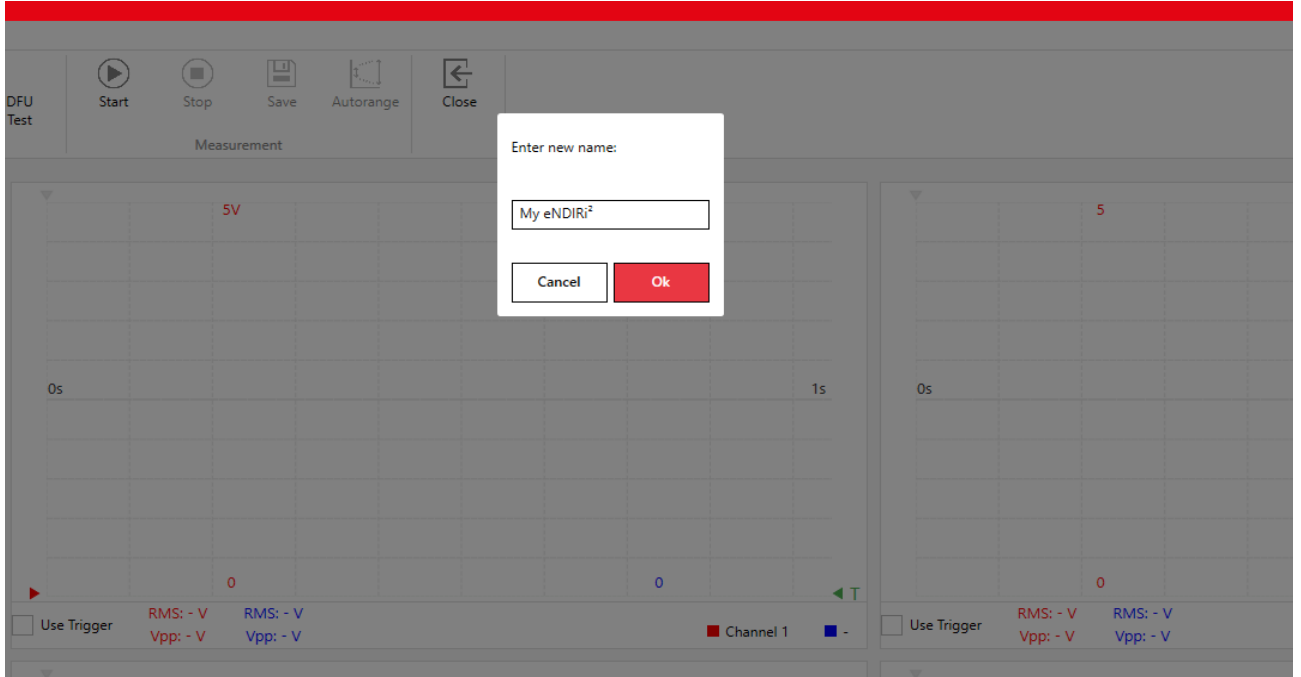 DFU
Test
Start
Stop
Save
Autorange
Close
Measurement
Enter new name:
My eNDIRi²
Cancel
Ok
5V
0s
1s
0
0
T
Use Trigger
RMS: - V
RMS: - V
Vpp: - V
Vpp: - V
Channel 1
-
5
0s
0
Use Trigger
RMS: - V
RMS: - V
Vpp: - V
Vpp: - V